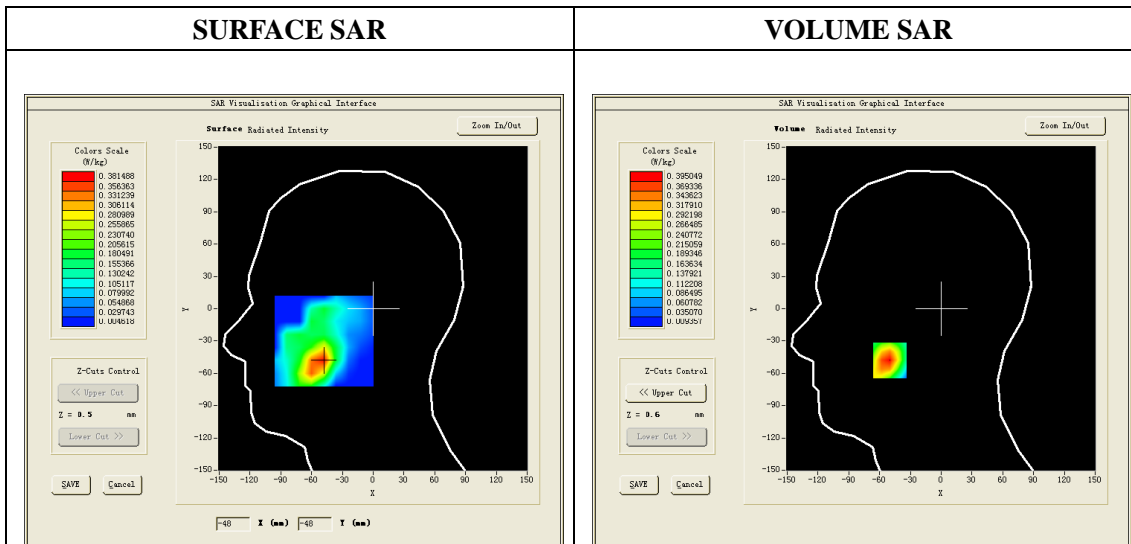 SURFACE SAR
VOLUME SAR
SAR Visualisation Graphical Interface
Surface Radiated Intensity
Zoom In/Out
Colors Scale
(W/kg)
0.381488
0.356363
0.331239
0.306114
0.280989
0.255865
0.230740
0.205615
0.180491
0.155366
0.130242
0.105117
0.079992
0.054868
0.029743
0.004618
150
120
90
60
30
0
-30
-60
-90
-120
-150
Y
-150 -120 -90 -60 -30 0 30 60 90 120 150
X
Z-Cuts Control
<< Upper Cut
Z = 0.5 mm
Lower Cut >>
SAVE Cancel
-48 X (mm) -48 Y (mm)
SAR Visualisation Graphical Interface
Volume Radiated Intensity
Zoom In/Out
Colors Scale
(W/kg)
0.395049
0.369336
0.343623
0.317910
0.292198
0.266485
0.240772
0.215059
0.189346
0.163634
0.137921
0.112208
0.086495
0.060782
0.035070
0.009357
150
120
90
60
30
0
-30
-60
-90
-120
-150
Y
-150 -120 -90 -60 -30 0 30 60 90 120 150
X
Z-Cuts Control
<< Upper Cut
Z = 0.6 mm
Lower Cut >>
SAVE Cancel